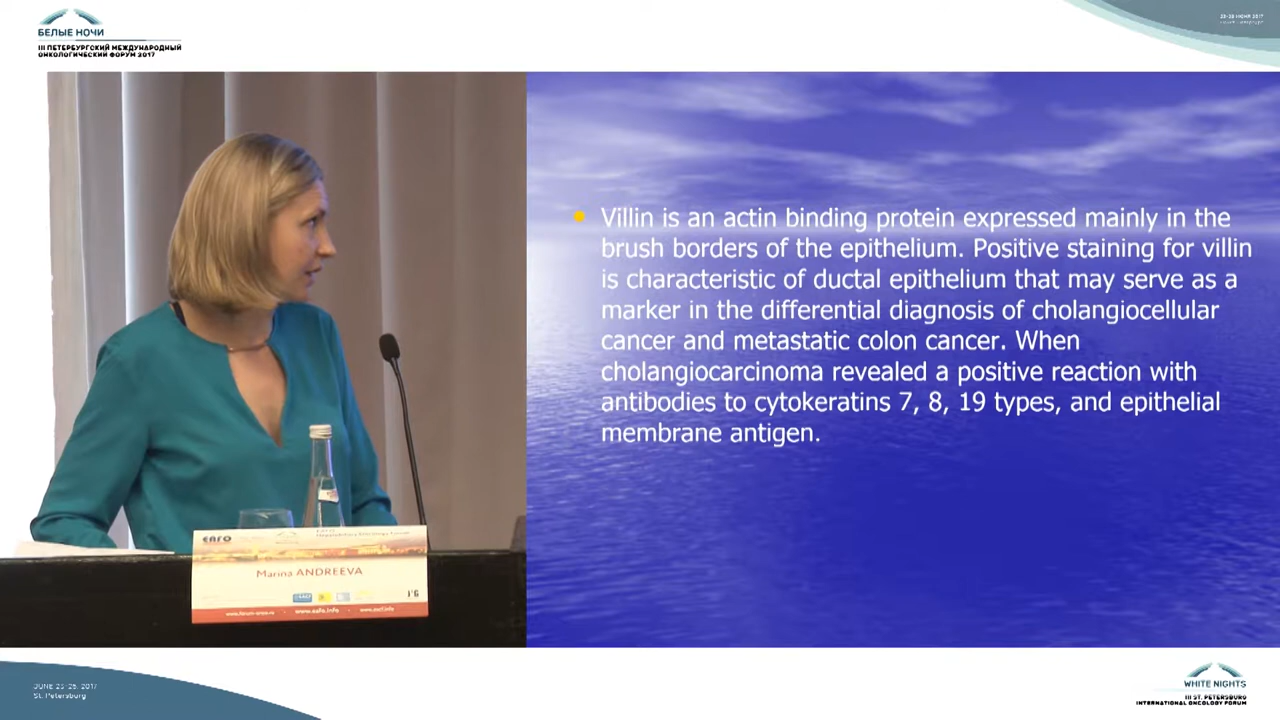 БЕЛЫЕ НОЧИ
III ПЕТЕРБУРГСКИЙ МЕЖДУНАРОДНЫЙ
ОНКОЛОГИЧЕСКИЙ ФОРУМ 2017
Villin is an actin binding protein expressed mainly in the
brush borders of the epithelium. Positive staining for villin
is characteristic of ductal epithelium that may serve as a
marker in the differential diagnosis of cholangiocellular
cancer and metastatic colon cancer. When
cholangiocarcinoma revealed a positive reaction with
antibodies to cytokeratins 7, 8, 19 types, and epithelial
membrane antigen.
EAFO
Marina ANDREEVA
www.eafo.info
2017
St. Petersburg
WHITE NIGHTS
III ST. PETERSBURG
INTERNATIONAL ONCOLOGY FORUM